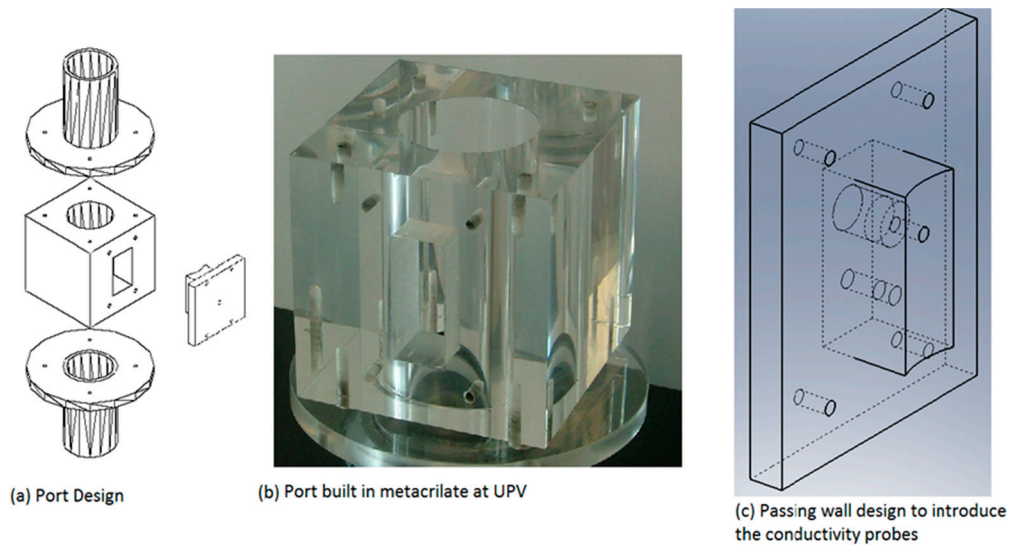 (a) Port Design
(b) Port built in metacrilate at UPV
(c) Passing wall design to introduce
the conductivity probes